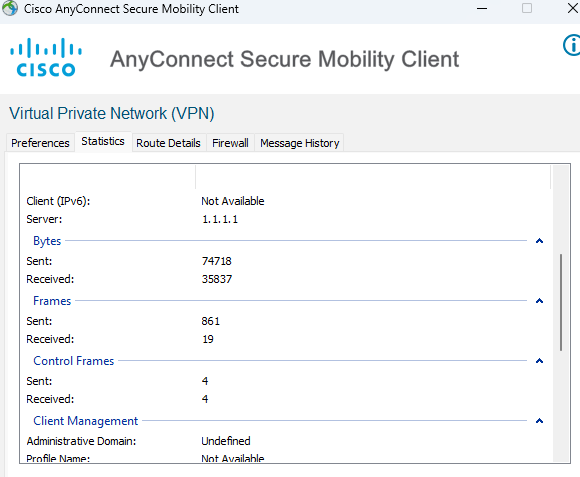 Cisco AnyConnect Secure Mobility Client
CISCO
AnyConnect Secure Mobility Client
Virtual Private Network (VPN)
Preferences Statistics Route Details Firewall Message History
Client (IPv6): Not Available
Server: 1.1.1.1
Bytes
Sent: 74718
Received: 35837
Frames
Sent: 861
Received: 19
Control Frames
Sent: 4
Received: 4
Client Management
Administrative Domain: Undefined
Profile Name: Not Available